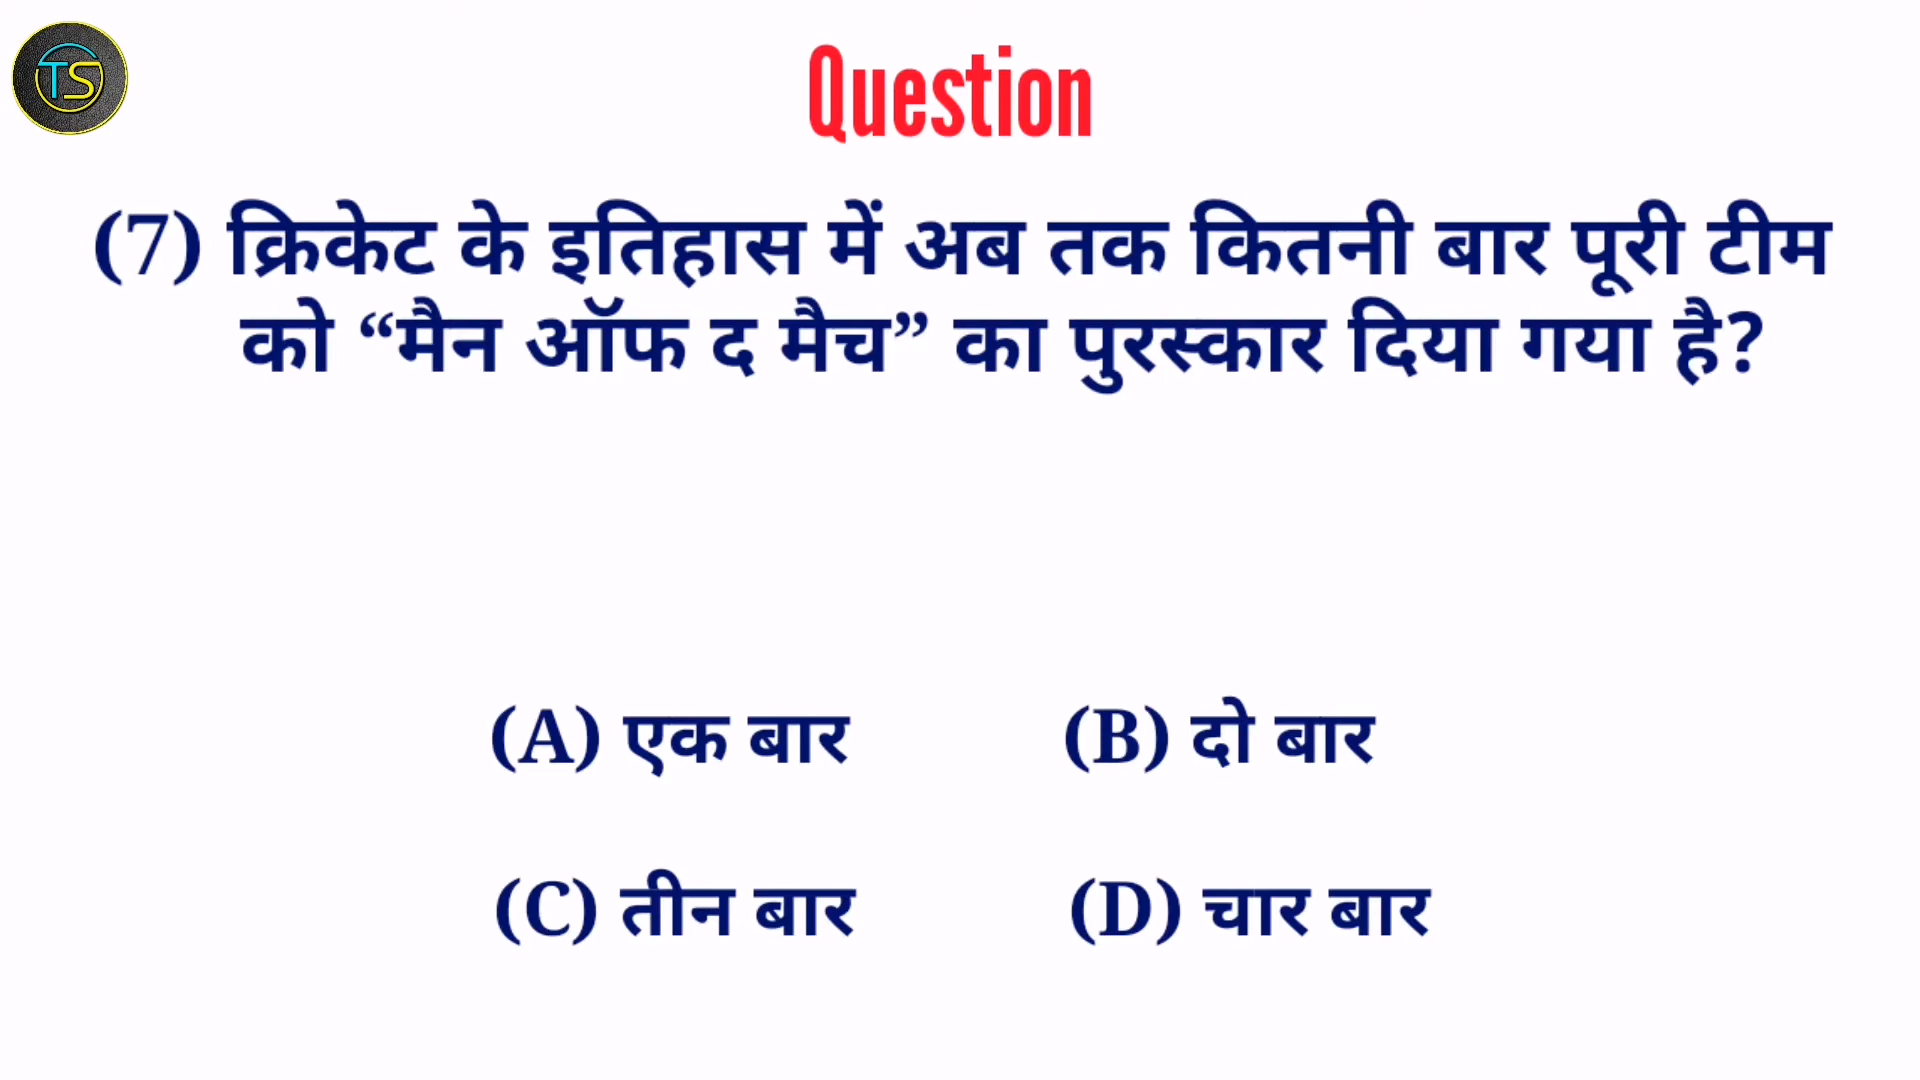 TS
Question
(7) क्रिकेट के इतिहास में अब तक कितनी बार पूरी टीम
को “मैन ऑफ द मैच” का पुरस्कार दिया गया है?
(A) एक बार (B) दो बार
(C) तीन बार (D) चार बार